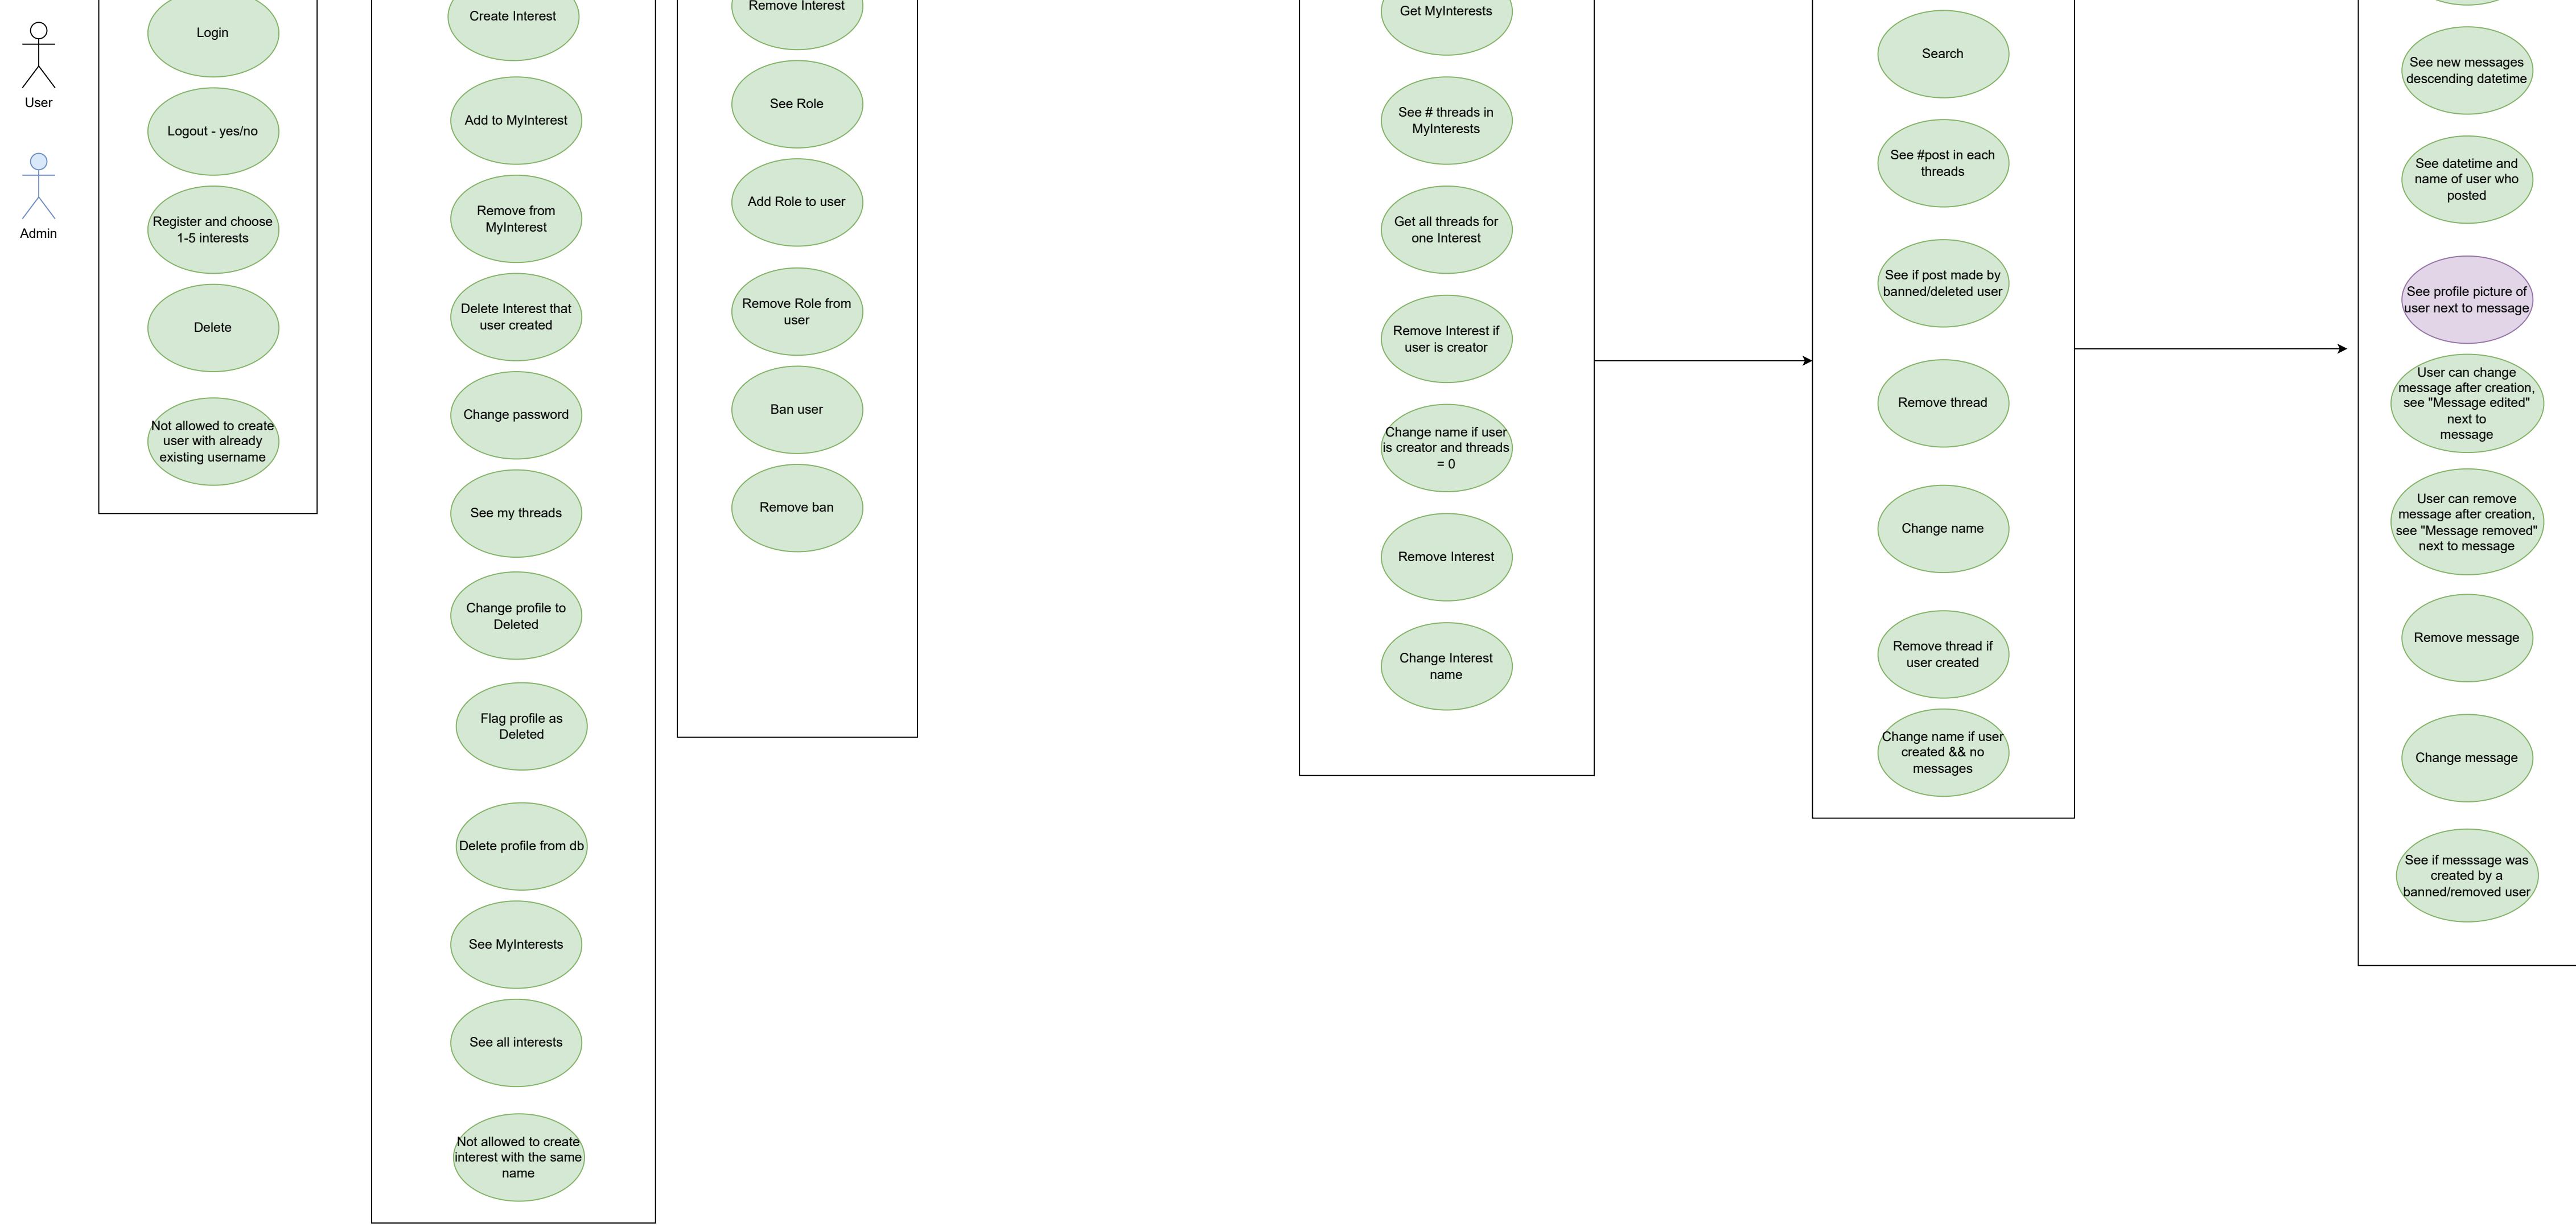 User
Admin
Login
Logout - yes/no
Register and choose
1-5 interests
Delete
Not allowed to create
user with already
existing username
Create Interest
Add to MyInterest
Remove from
MyInterest
Delete Interest that
user created
Change password
See my threads
Change profile to
Deleted
Flag profile as
Deleted
Delete profile from db
See MyInterests
See all interests
Not allowed to create
interest with the same
name
Remove Interest
See Role
Add Role to user
Remove Role from
user
Ban user
Remove ban
Get MyInterests
See # threads in
MyInterests
Get all threads for
one Interest
Remove Interest if
user is creator
Change name if user
is creator and threads
= 0
Remove Interest
Change Interest
name
Search
See #post in each
threads
See if post made by
banned/deleted user
Remove thread
Change name
Remove thread if
user created
Change name if user
created && no
messages
See new messages
descending datetime
See datetime and
name of user who
posted
See profile picture of
user next to message
User can change
message after creation,
see "Message edited"
next to
message
User can remove
message after creation,
see "Message removed"
next to message
Remove message
Change message
See if messsage was
created by a
banned/removed user